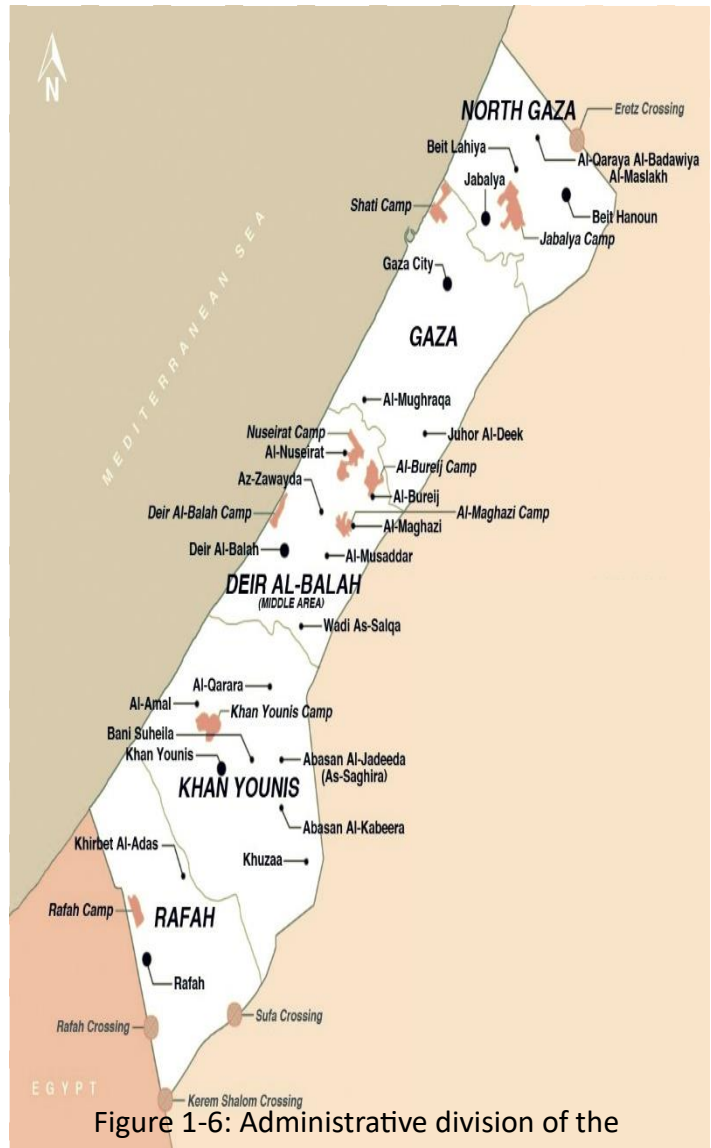 N
NORTH GAZA
Eretz Crossing
Beit Lahiya
Al-Qaraya Al-Badawiya
Al-Maslakh
Jabalya
Shati Camp
Beit Hanoun
Jabalya Camp
MEDITERRANEAN SEA
Gaza City
GAZA
Al-Mughraqa
Nuseirat Camp
Juhor Al-Deek
Al-Nuseirat
Al-Bureij Camp
Az-Zawayda
Al-Bureij
Deir Al-Balah Camp
Al-Maghazi Camp
Al-Maghazi
Deir Al-Balah
Al-Musaddar
DEIR AL-BALAH
(MIDDLE AREA)
Wadi As-Salqa
Al-Qarara
Al-Amal
Khan Younis Camp
Bani Suheila
Khan Younis
Abasan Al-Jadeeda
(As-Saghira)
KHAN YOUNIS
Abasan Al-Kabeera
Khirbet Al-Adas
Khuzaa
Rafah Camp
RAFAH
Rafah
Sufa Crossing
Rafah Crossing
EGYPT
Kerem Shalom Crossing
Figure 1-6: Administrative division of the